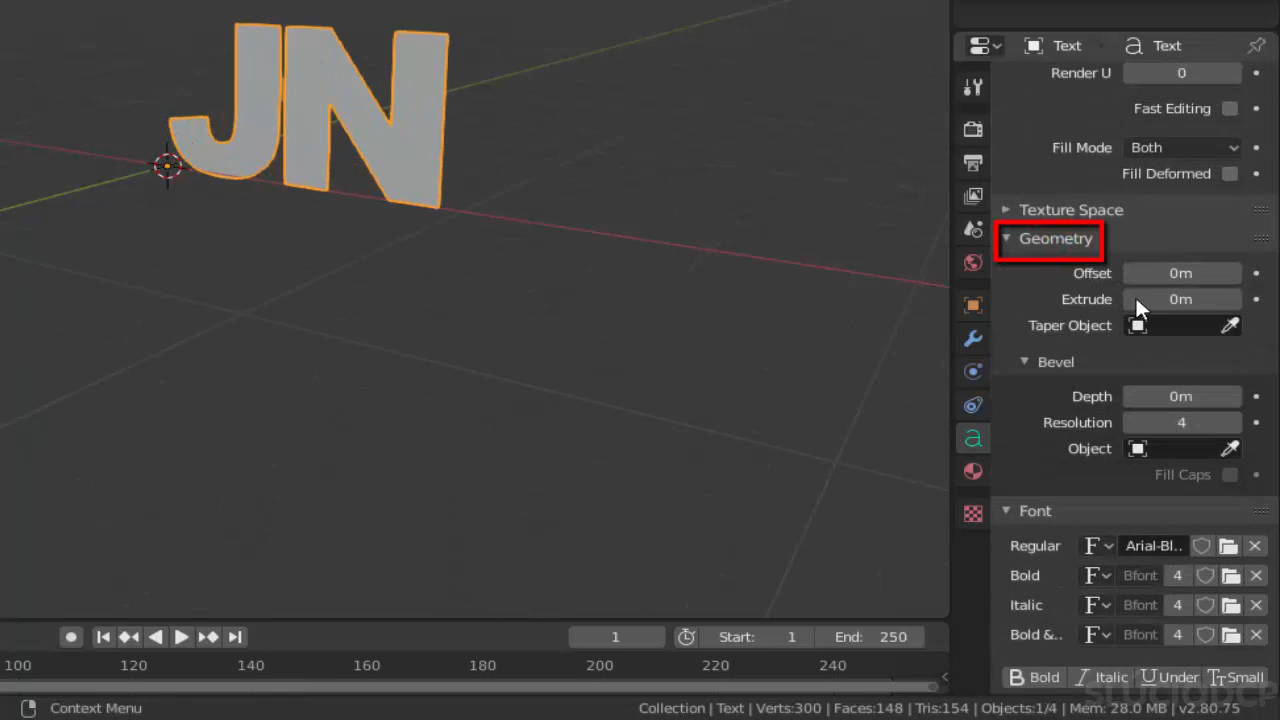 JN
Text a Text
Render U 0
Fast Editing
Fill Mode Both
Fill Deformed
Texture Space
Geometry
Offset 0m
Extrude 0m
Taper Object
Bevel
Depth 0m
Resolution 4
Object
Fill Caps
Font
Regular F Arial-Bl..
Bold F Bfont 4
Italic F Bfont 4
Bold &.. F Bfont 4
B Bold I Italic U Under TT Small
1 Start: 1 End: 250
100 120 140 160 180 200 220 240
Context Menu Collection | Text | Verts:300 | Faces:148 | Tris:154 | Objects:1/4 | Mem: 28.0 MB | v2.80.75